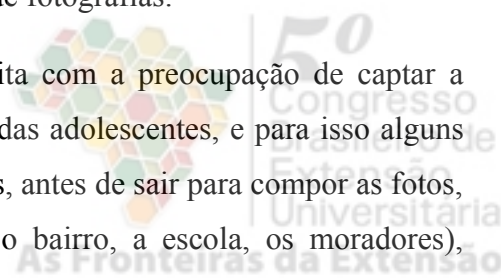 de fotografias.
5º
Congresso
Brasileiro de
Extensão
Universitária
As Fronteiras da Extensão
ita com a preocupação de captar a
das adolescentes, e para isso alguns
s, antes de sair para compor as fotos,
o bairro, a escola, os moradores),